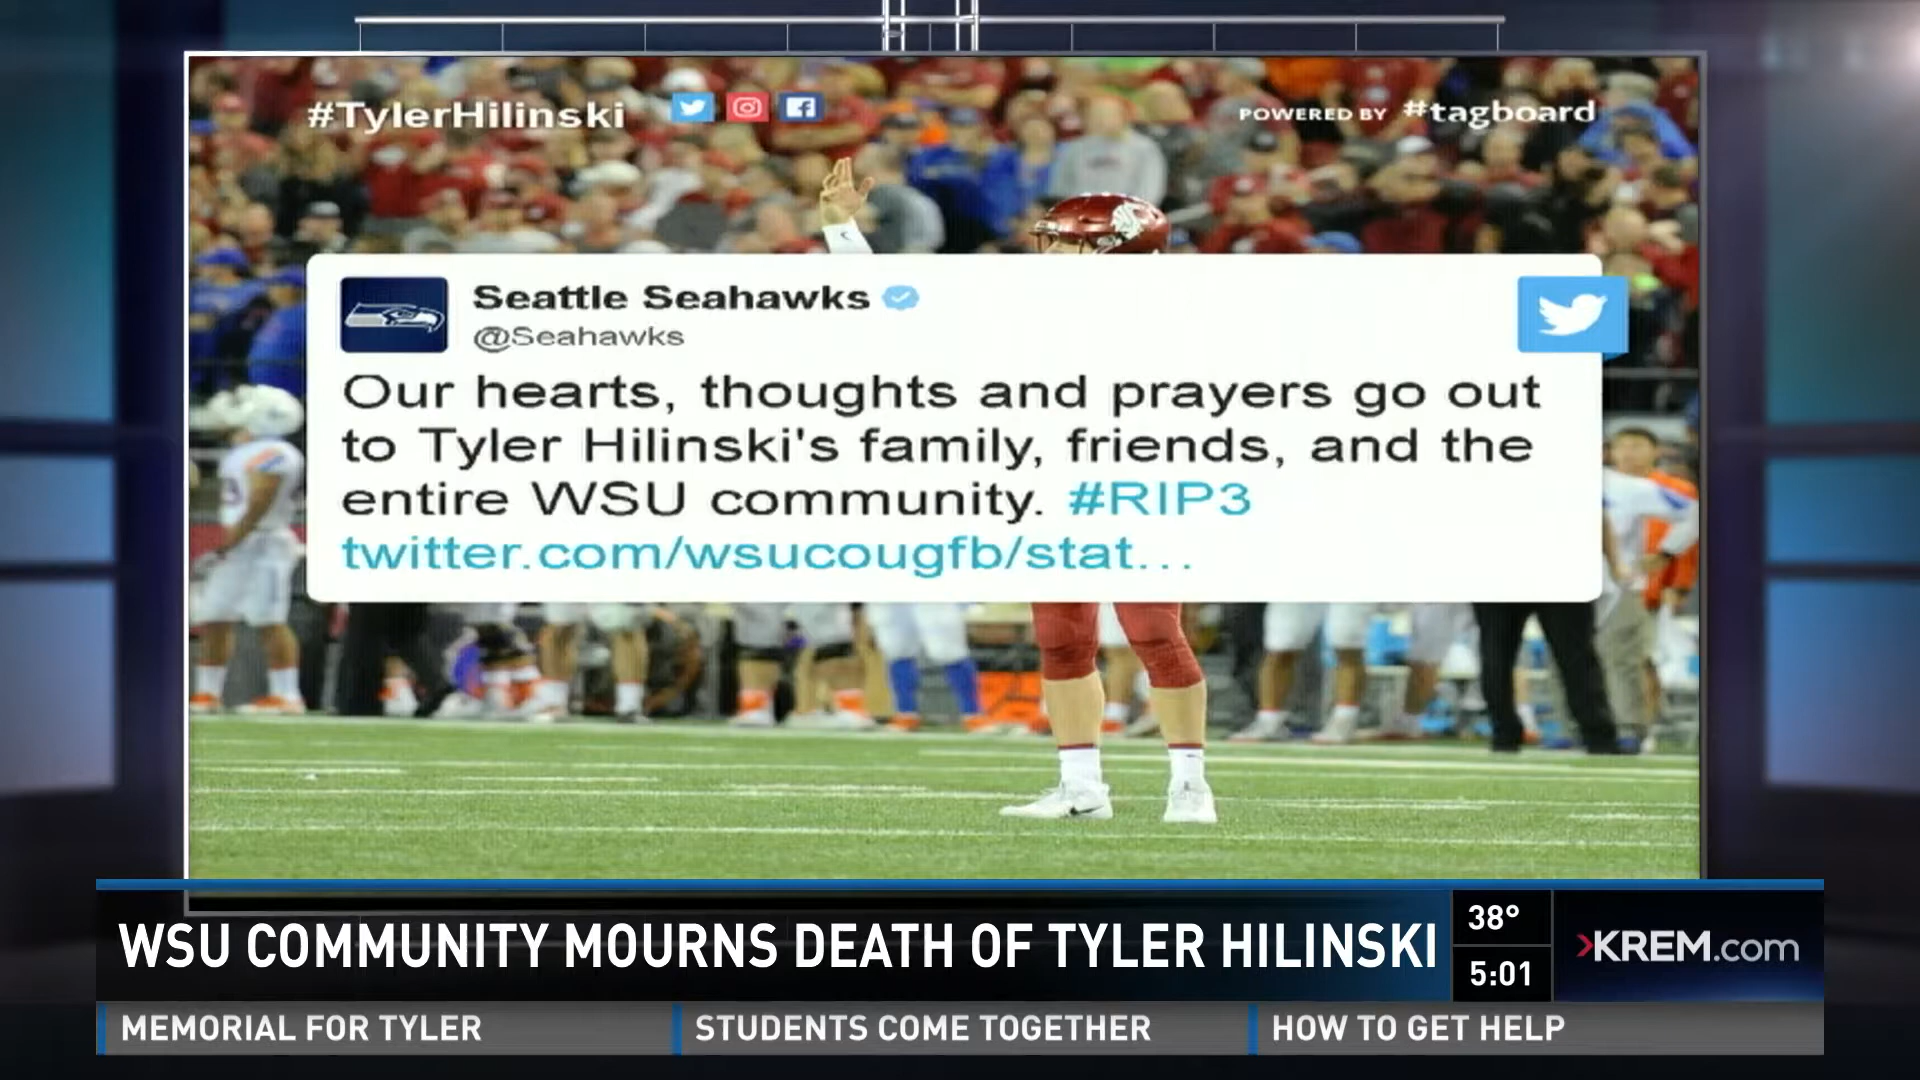 #TylerHilinski
POWERED BY #tagboard
Seattle Seahawks
@Seahawks
Our hearts, thoughts and prayers go out
to Tyler Hilinski's family, friends, and the
entire WSU community. #RIP3
twitter.com/wsucougfb/stat...
WSU COMMUNITY MOURNS DEATH OF TYLER HILINSKI
38°
5:01
KREM.com
MEMORIAL FOR TYLER
STUDENTS COME TOGETHER
HOW TO GET HELP